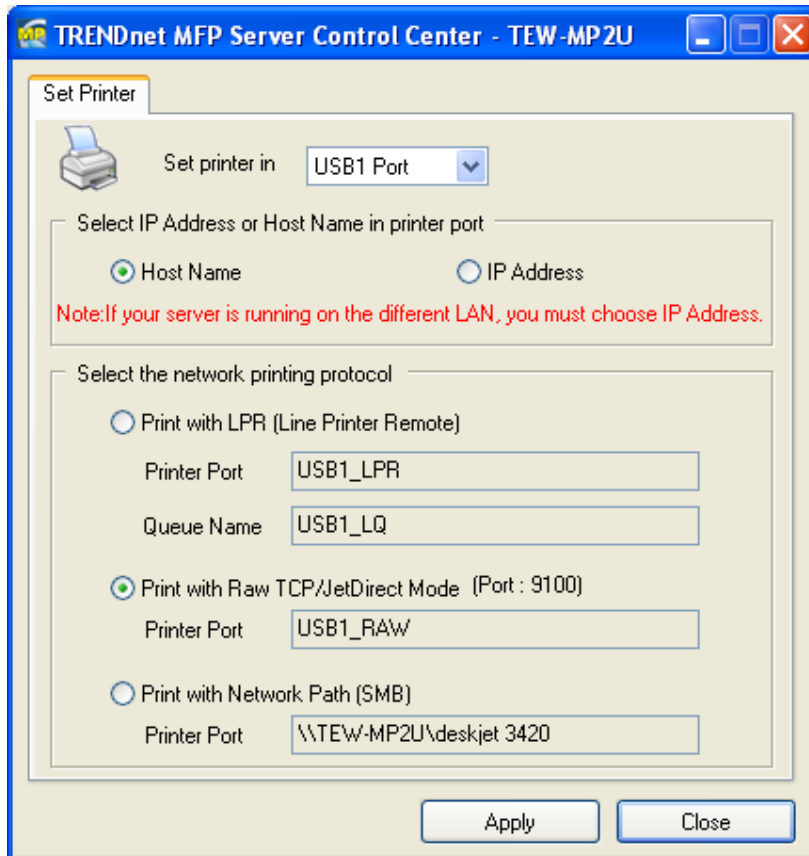 MP TRENDnet MFP Server Control Center - TEW-MP2U
Set Printer
Set printer in USB1 Port
Select IP Address or Host Name in printer port
Host Name IP Address
Note:If your server is running on the different LAN, you must choose IP Address.
Select the network printing protocol
Print with LPR (Line Printer Remote)
Printer Port USB1_LPR
Queue Name USB1_LQ
Print with Raw TCP/JetDirect Mode (Port : 9100)
Printer Port USB1_RAW
Print with Network Path (SMB)
Printer Port \\TEW-MP2U\deskjet 3420
Apply Close